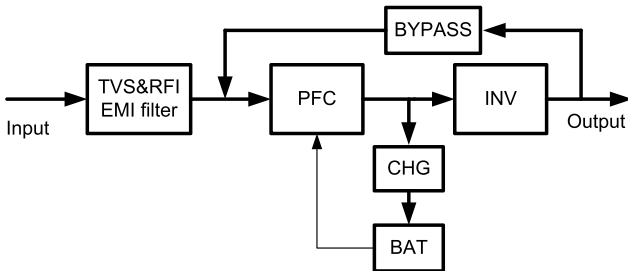 BYPASS
TVS&RFI
EMI filter
PFC
INV
Input
Output
CHG
BAT